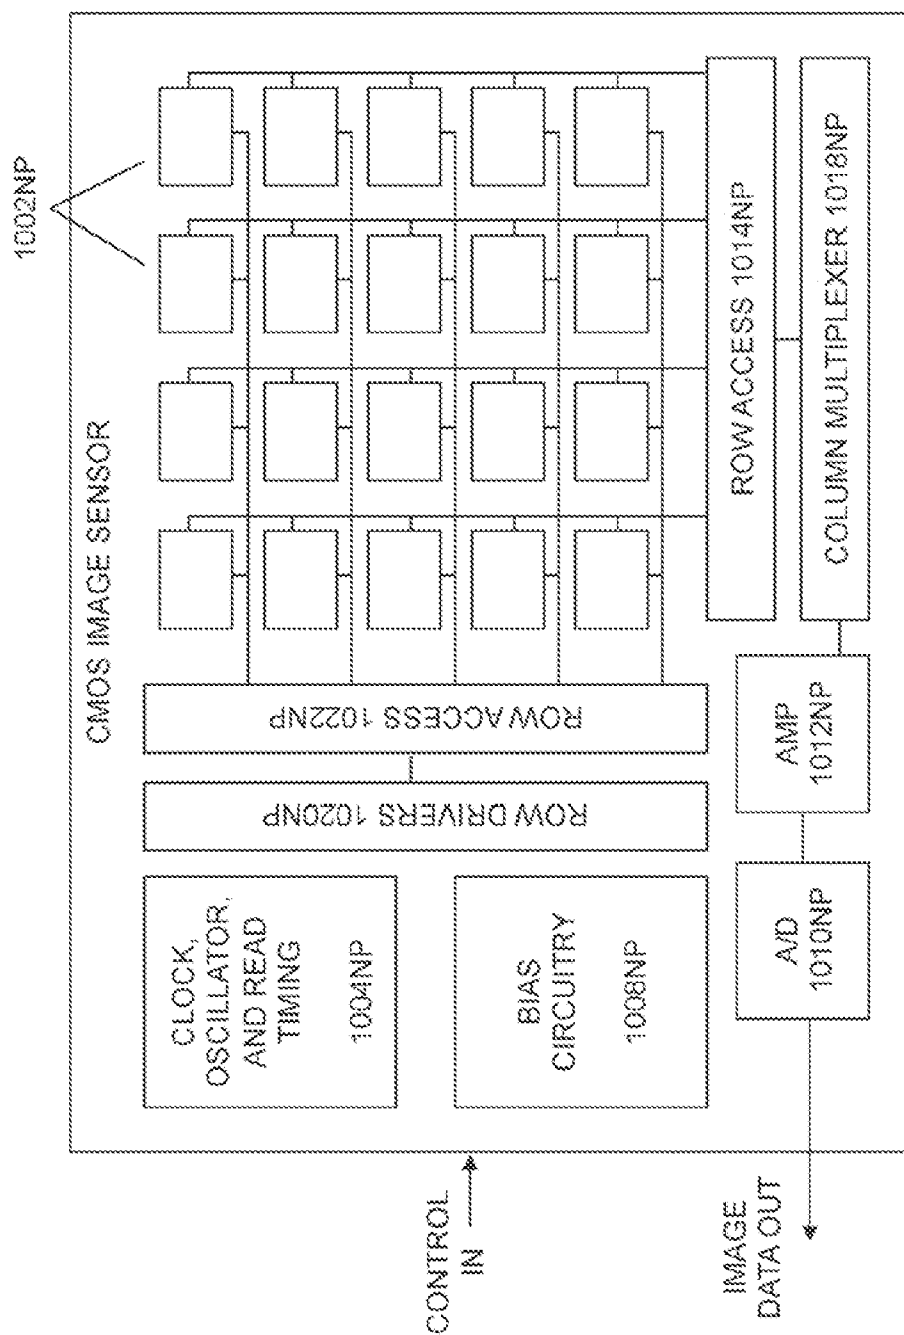 1002NP
CMOS IMAGE SENSOR
CLOCK,
OSCILLATOR,
AND READ
TIMING
1004NP
BIAS
CIRCUITRY
1008NP
ROW DRIVERS 1020NP
ROW ACCESS 1022NP
ROW ACCESS 1014NP
COLUMN MULTIPLEXER 1018NP
AMP
1012NP
A/D
1010NP
CONTROL
IN
IMAGE
DATA OUT